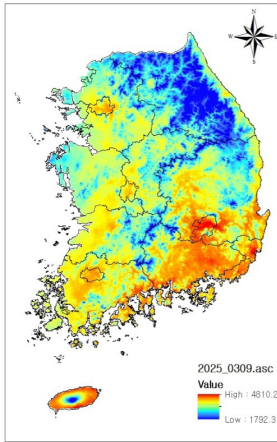 N
W E
S
2025_0309.asc
Value
High : 4810.2
Low : 1792.3